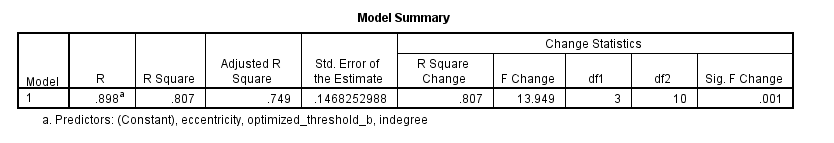 Model Summary
Change Statistics
Model R R Square Adjusted R Square Std. Error of the Estimate R Square Change F Change df1 df2 Sig. F Change
1 .898a .807 .749 .1468252988 .807 13.949 3 10 .001
a. Predictors: (Constant), eccentricity, optimized_threshold_b, indegree